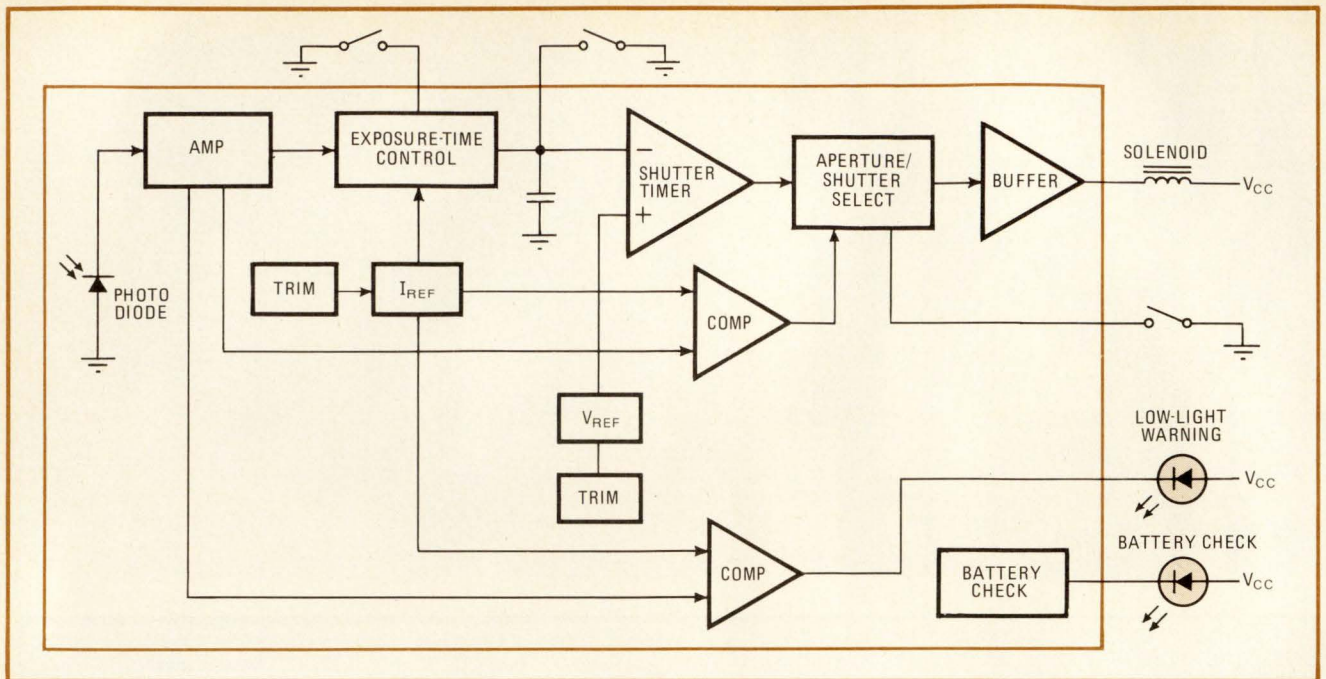 AMP
EXPOSURE-TIME
CONTROL
−
SHUTTER
TIMER
+
APERTURE/
SHUTTER
SELECT
BUFFER
SOLENOID
VCC
PHOTO
DIODE
TRIM
IREF
COMP
VREF
TRIM
LOW-LIGHT
WARNING
VCC
COMP
BATTERY
CHECK
BATTERY CHECK
VCC